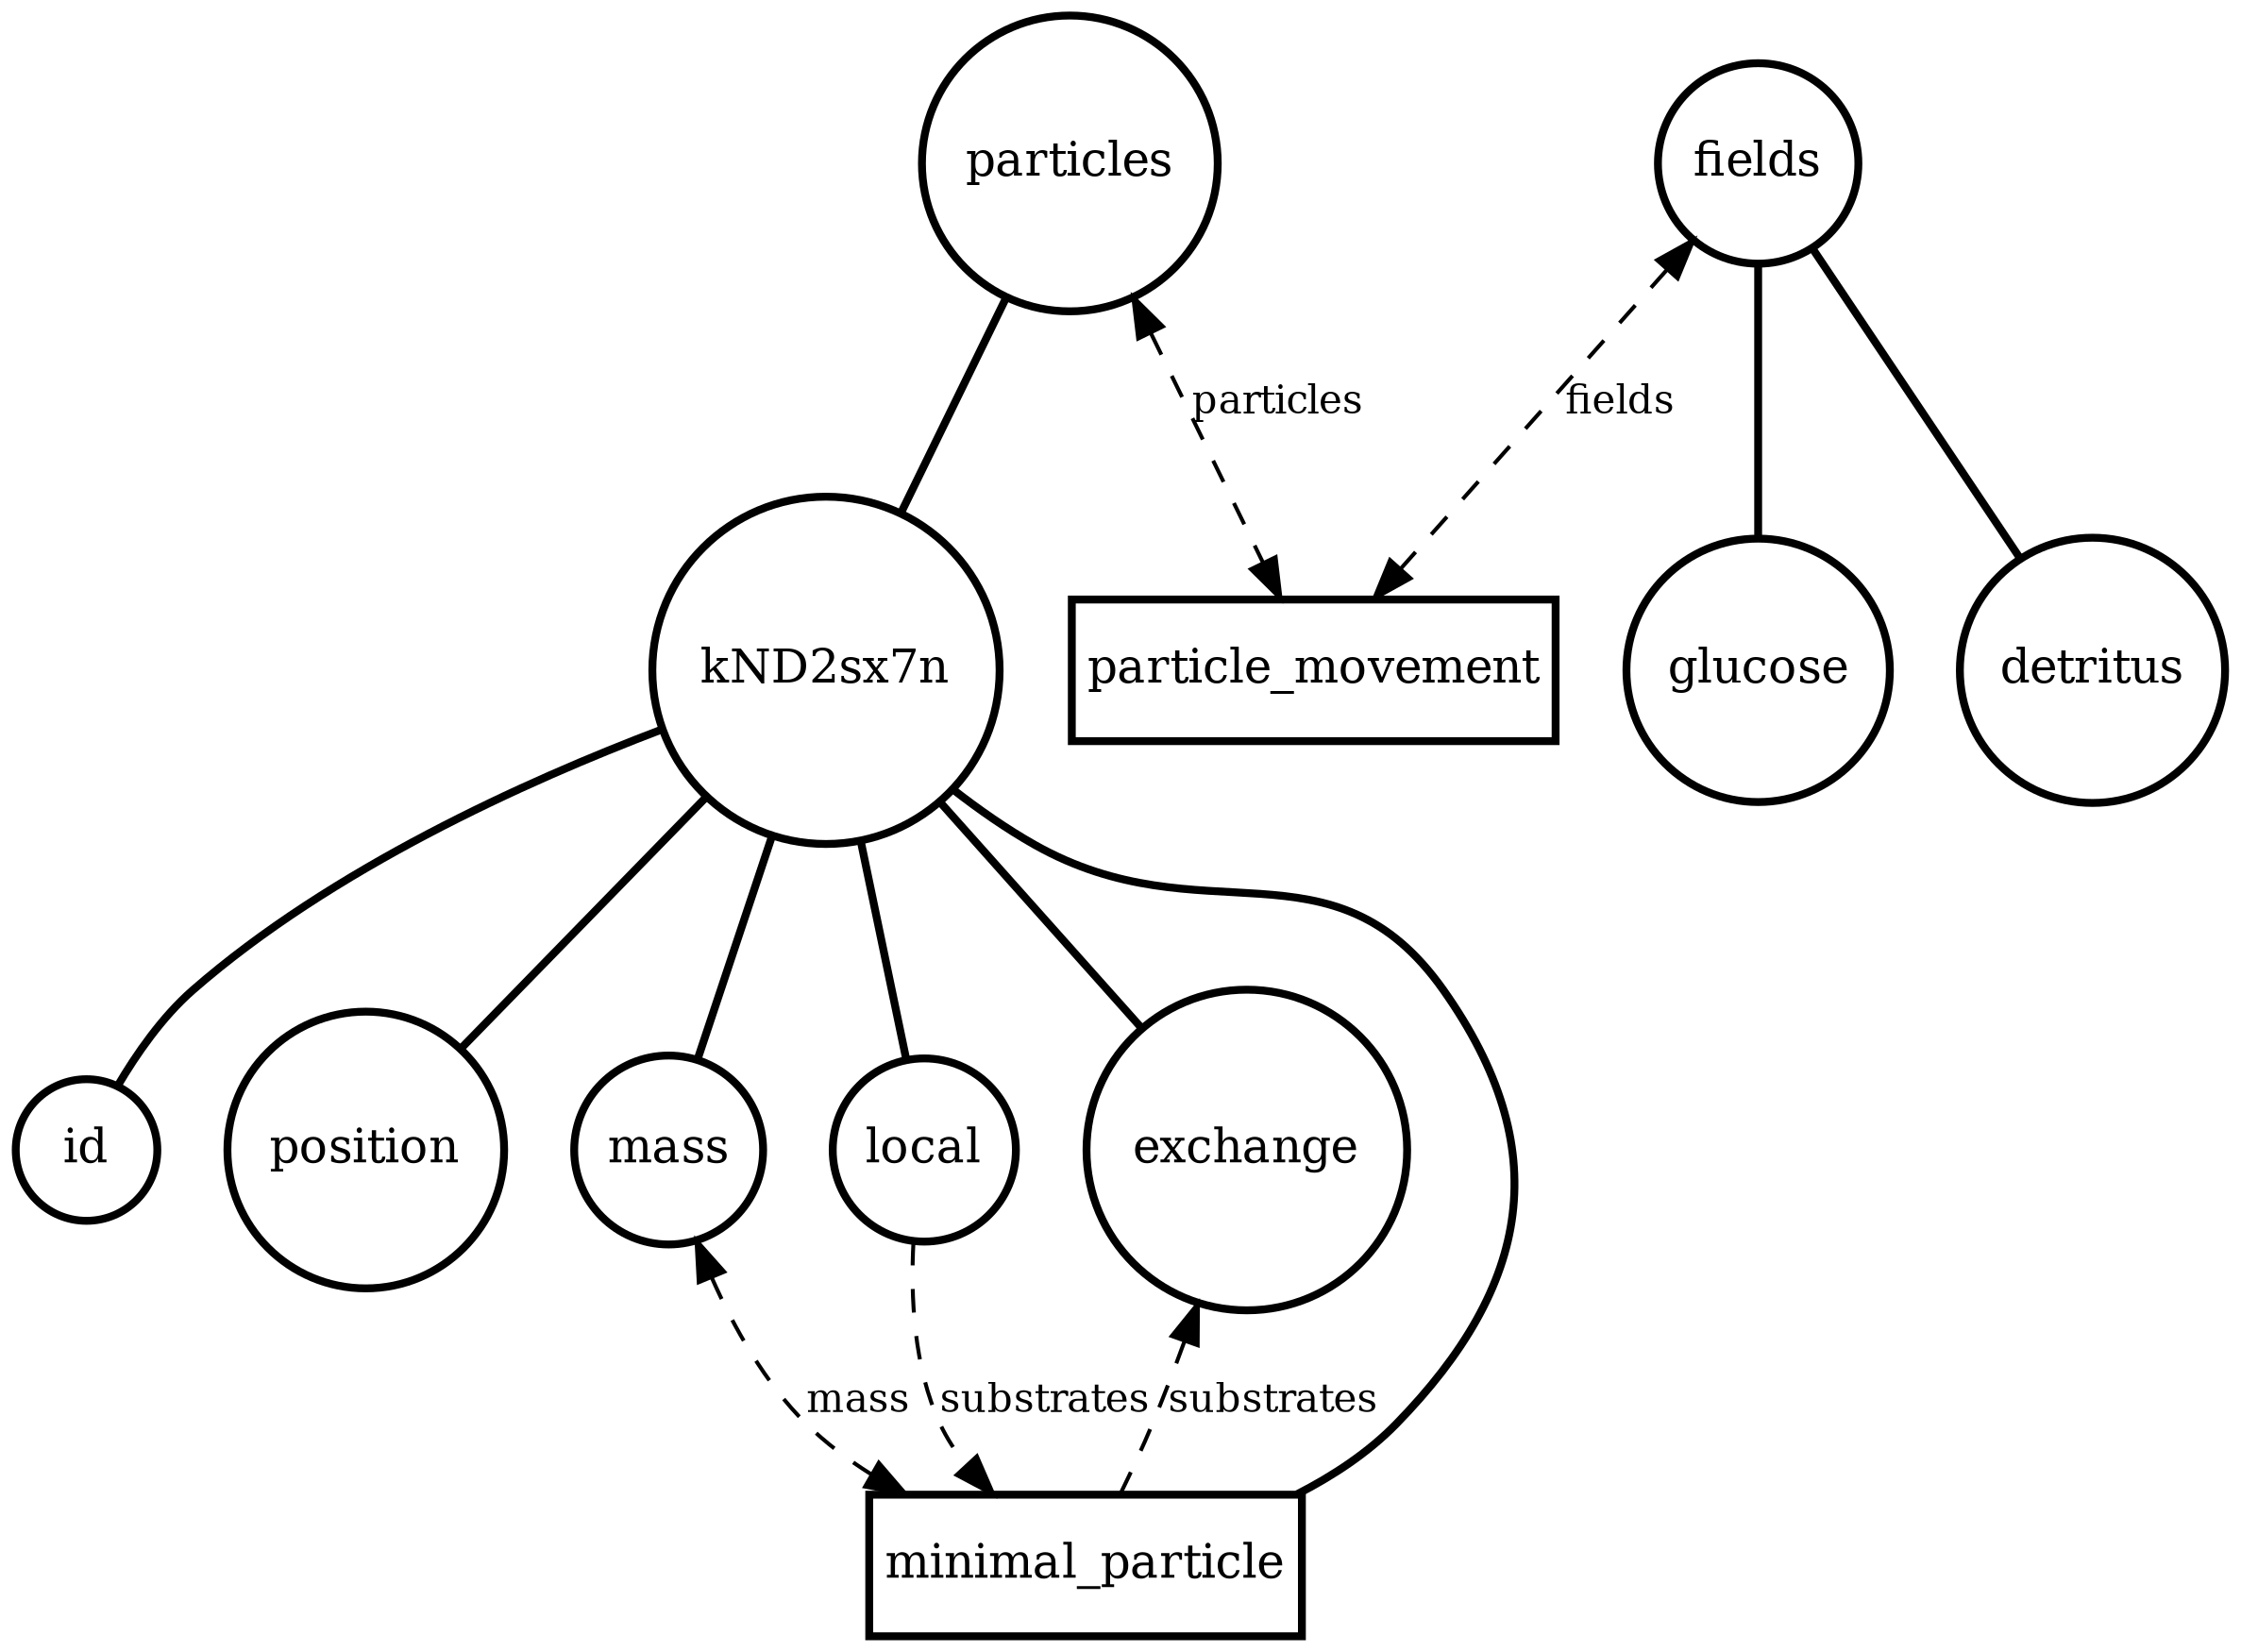 particles
fields
particles
fields
kND2sx7n
particle_movement
glucose
detritus
id
position
mass
local
exchange
mass
substrates
substrates
minimal_particle